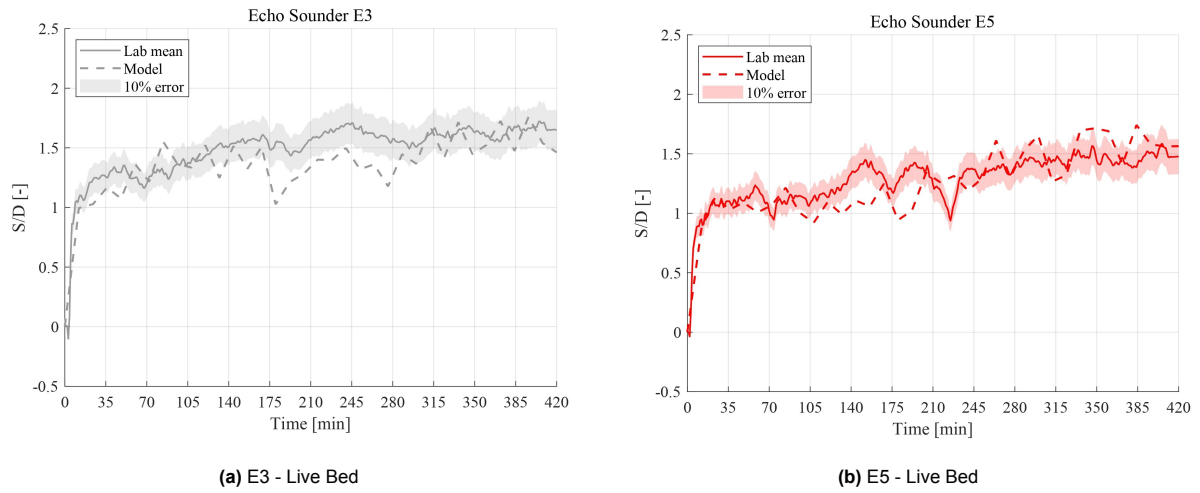 Echo Sounder E3
2.5
2
1.5
1
0.5
0
-0.5
S/D [-]
Lab mean
Model
10% error
0 35 70 105 140 175 210 245 280 315 350 385 420
Time [min]
(a) E3 - Live Bed
Echo Sounder E5
2.5
2
1.5
1
0.5
0
-0.5
S/D [-]
Lab mean
Model
10% error
0 35 70 105 140 175 210 245 280 315 350 385 420
Time [min]
(b) E5 - Live Bed